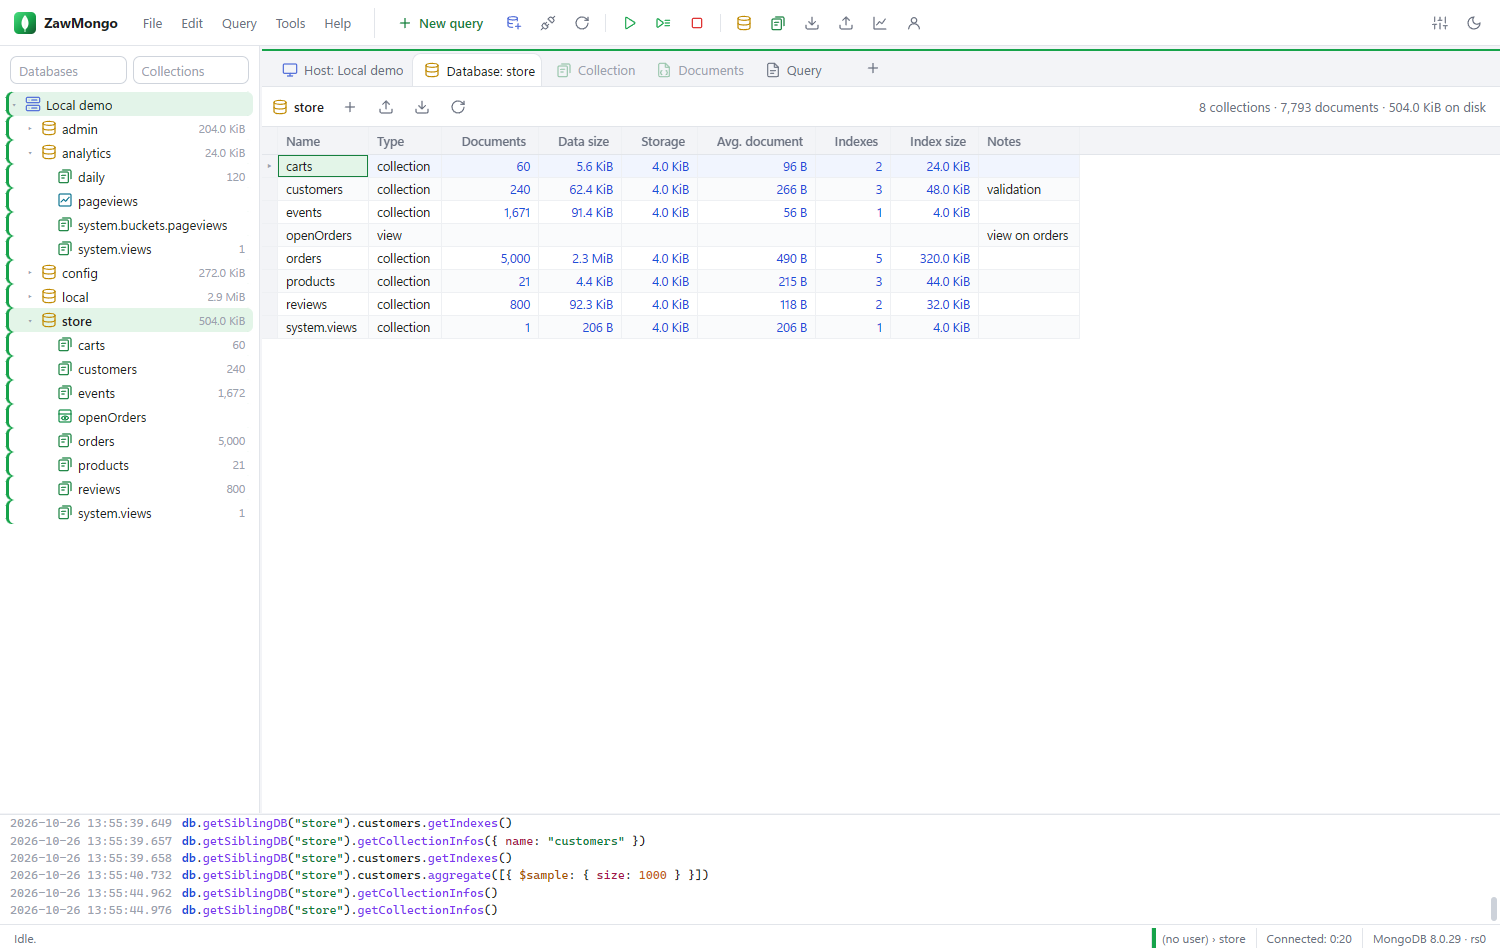 ZawMongo File Edit Query Tools Help New query
Databases Collections
Local demo
admin 204.0 KiB
analytics 24.0 KiB
daily 120
pageviews
system.buckets.pageviews
system.views 1
config 272.0 KiB
local 2.9 MiB
store 504.0 KiB
carts 60
customers 240
events 1,672
openOrders
orders 5,000
products 21
reviews 800
system.views 1
Host: Local demo Database: store Collection Documents Query
store 8 collections · 7,793 documents · 504.0 KiB on disk
Name Type Documents Data size Storage Avg. document Indexes Index size Notes
carts collection 60 5.6 KiB 4.0 KiB 96 B 2 24.0 KiB
customers collection 240 62.4 KiB 4.0 KiB 266 B 3 48.0 KiB validation
events collection 1,671 91.4 KiB 4.0 KiB 56 B 1 4.0 KiB
openOrders view view on orders
orders collection 5,000 2.3 MiB 4.0 KiB 490 B 5 320.0 KiB
products collection 21 4.4 KiB 4.0 KiB 215 B 3 44.0 KiB
reviews collection 800 92.3 KiB 4.0 KiB 118 B 2 32.0 KiB
system.views collection 1 206 B 4.0 KiB 206 B 1 4.0 KiB
2026-10-26 13:55:39.649 db.getSiblingDB("store").customers.getIndexes()
2026-10-26 13:55:39.657 db.getSiblingDB("store").getCollectionInfos({ name: "customers" })
2026-10-26 13:55:39.658 db.getSiblingDB("store").customers.getIndexes()
2026-10-26 13:55:40.732 db.getSiblingDB("store").customers.aggregate([{ $sample: { size: 1000 } }])
2026-10-26 13:55:44.962 db.getSiblingDB("store").getCollectionInfos()
2026-10-26 13:55:44.976 db.getSiblingDB("store").getCollectionInfos()
Idle. (no user) › store Connected: 0:20 MongoDB 8.0.29 · rs0